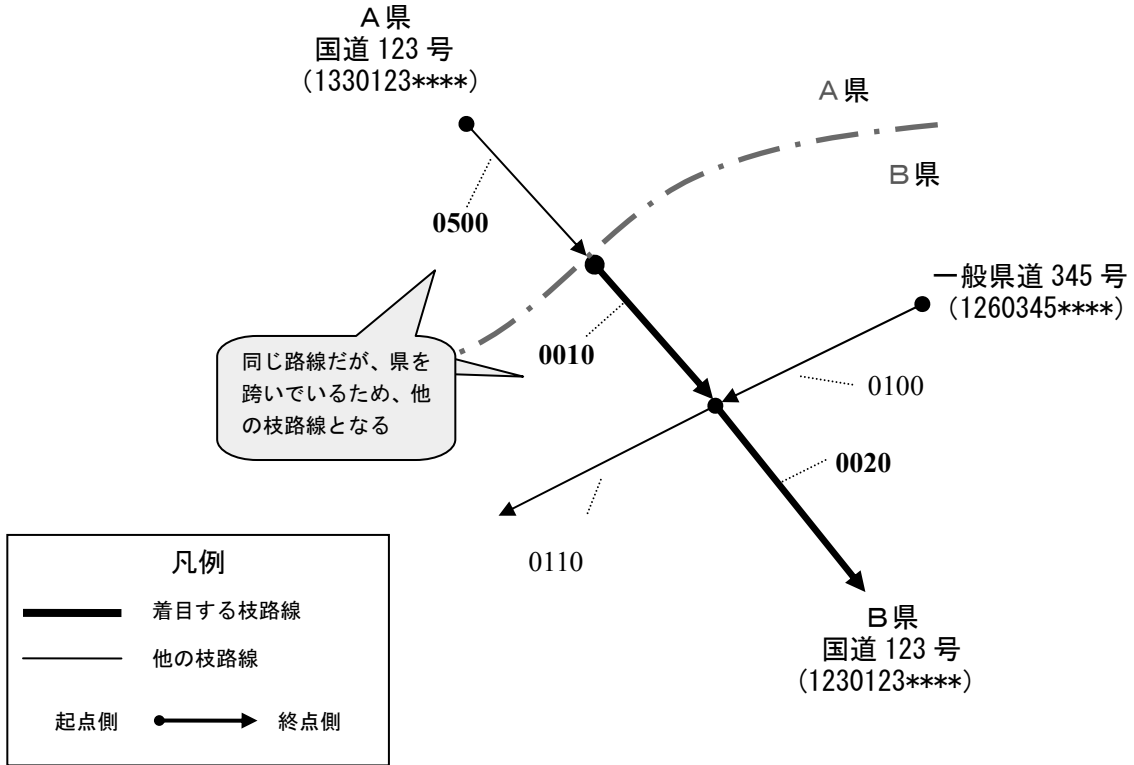 A県
国道 123 号
(1330123****)
A県
B県
0500
一般県道 345 号
(1260345****)
0010
同じ路線だが、県を
跨いでいるため、他
の枝路線となる
0100
0020
0110
凡例
着目する枝路線
他の枝路線
起点側
終点側
B県
国道 123 号
(1230123****)